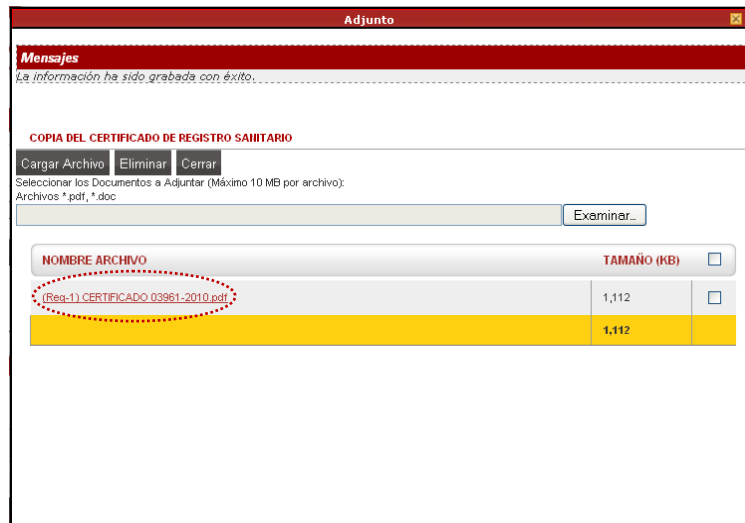 Adjunto
Mensajes
La información ha sido grabada con éxito.
COPIA DEL CERTIFICADO DE REGISTRO SANITARIO
Cargar Archivo Eliminar Cerrar
Seleccionar los Documentos a Adjuntar (Máximo 10 MB por archivo):
Archivos *.pdf, *.doc
Examinar...
NOMBRE ARCHIVO TAMAÑO (KB)
(Req-1) CERTIFICADO 03961-2010.pdf 1,112
1,112